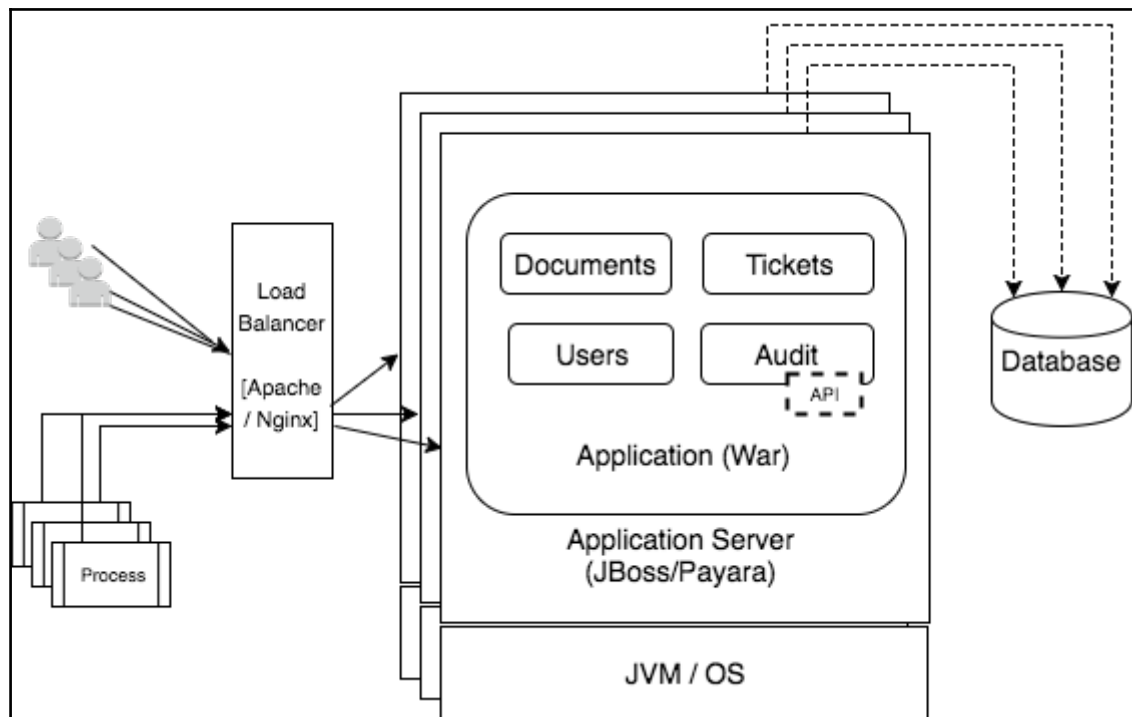 Load
Balancer
[Apache
/ Nginx]
Process
Documents
Tickets
Users
Audit
API
Application (War)
Application Server
(JBoss/Payara)
JVM / OS
Database